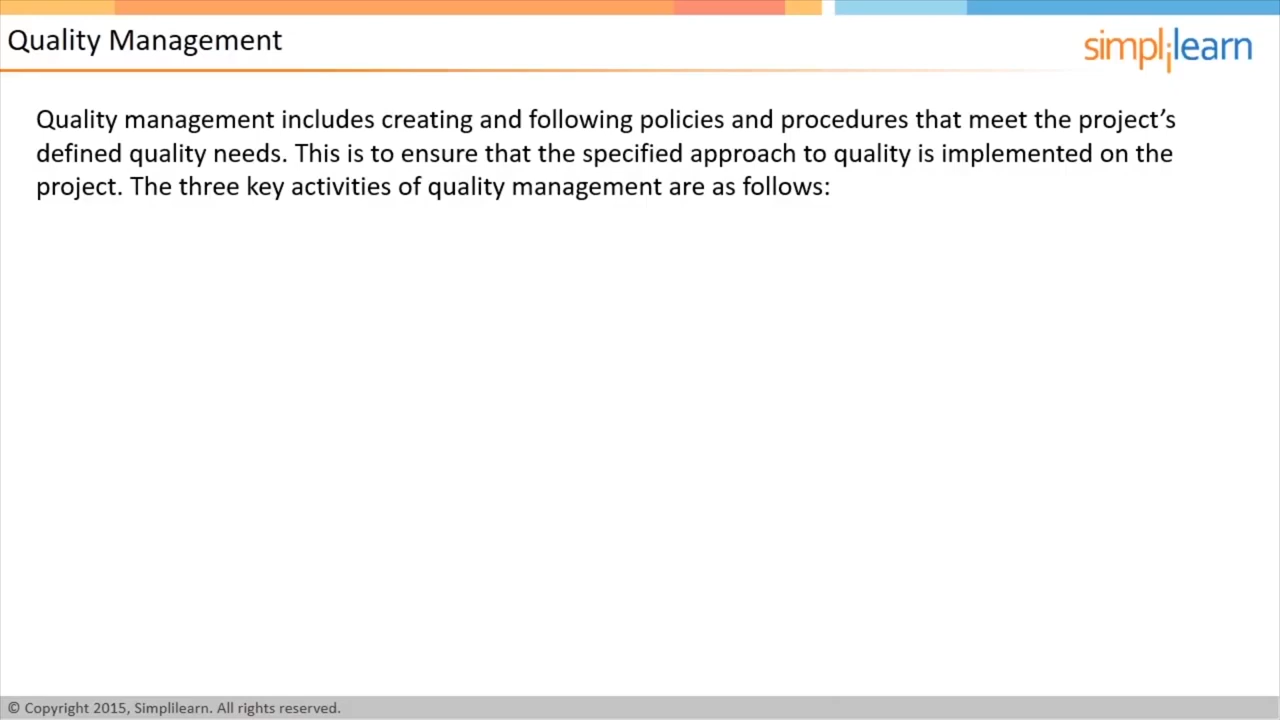 Quality Management
simplilearn
Quality management includes creating and following policies and procedures that meet the project’s
defined quality needs. This is to ensure that the specified approach to quality is implemented on the
project. The three key activities of quality management are as follows:
© Copyright 2015, Simplilearn. All rights reserved.